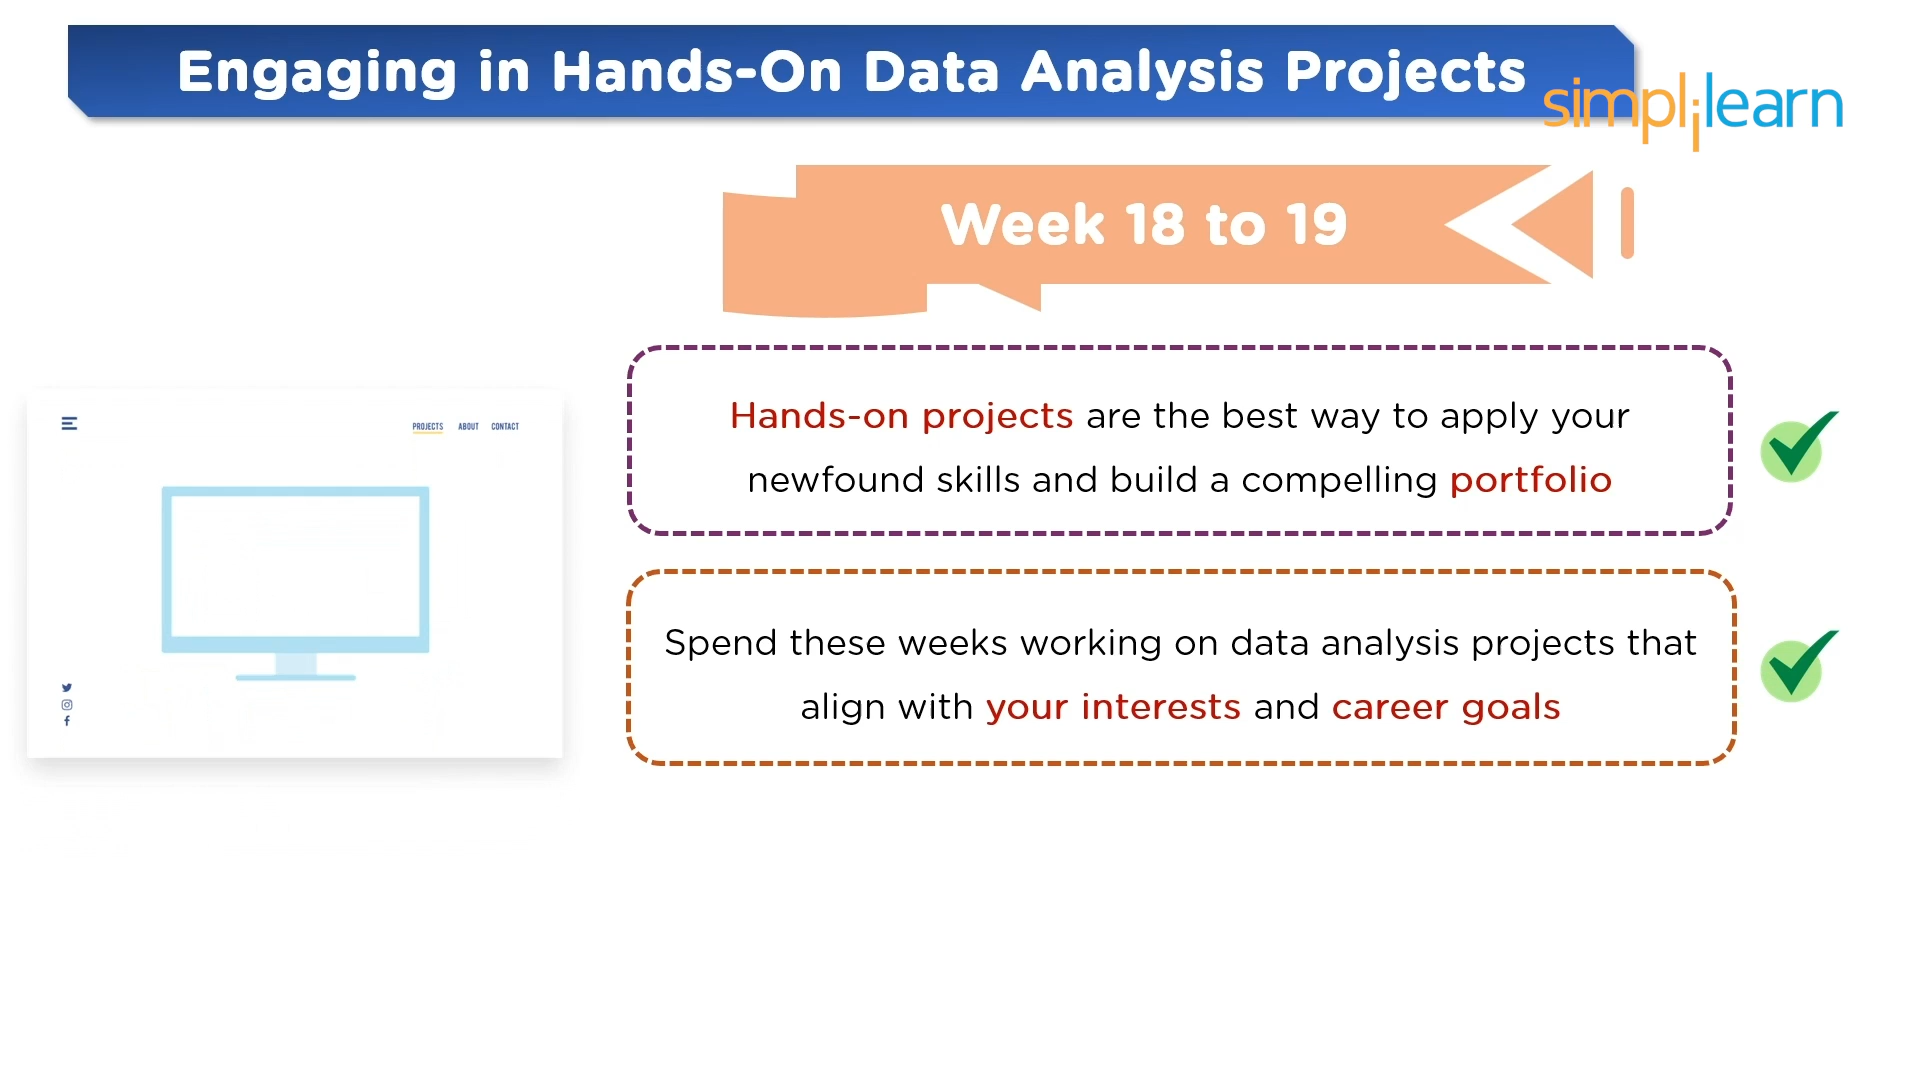 Engaging in Hands-On Data Analysis Projects
simplilearn
Week 18 to 19
Hands-on projects are the best way to apply your
newfound skills and build a compelling portfolio
PROJECTS ABOUT CONTACT
Spend these weeks working on data analysis projects that
align with your interests and career goals